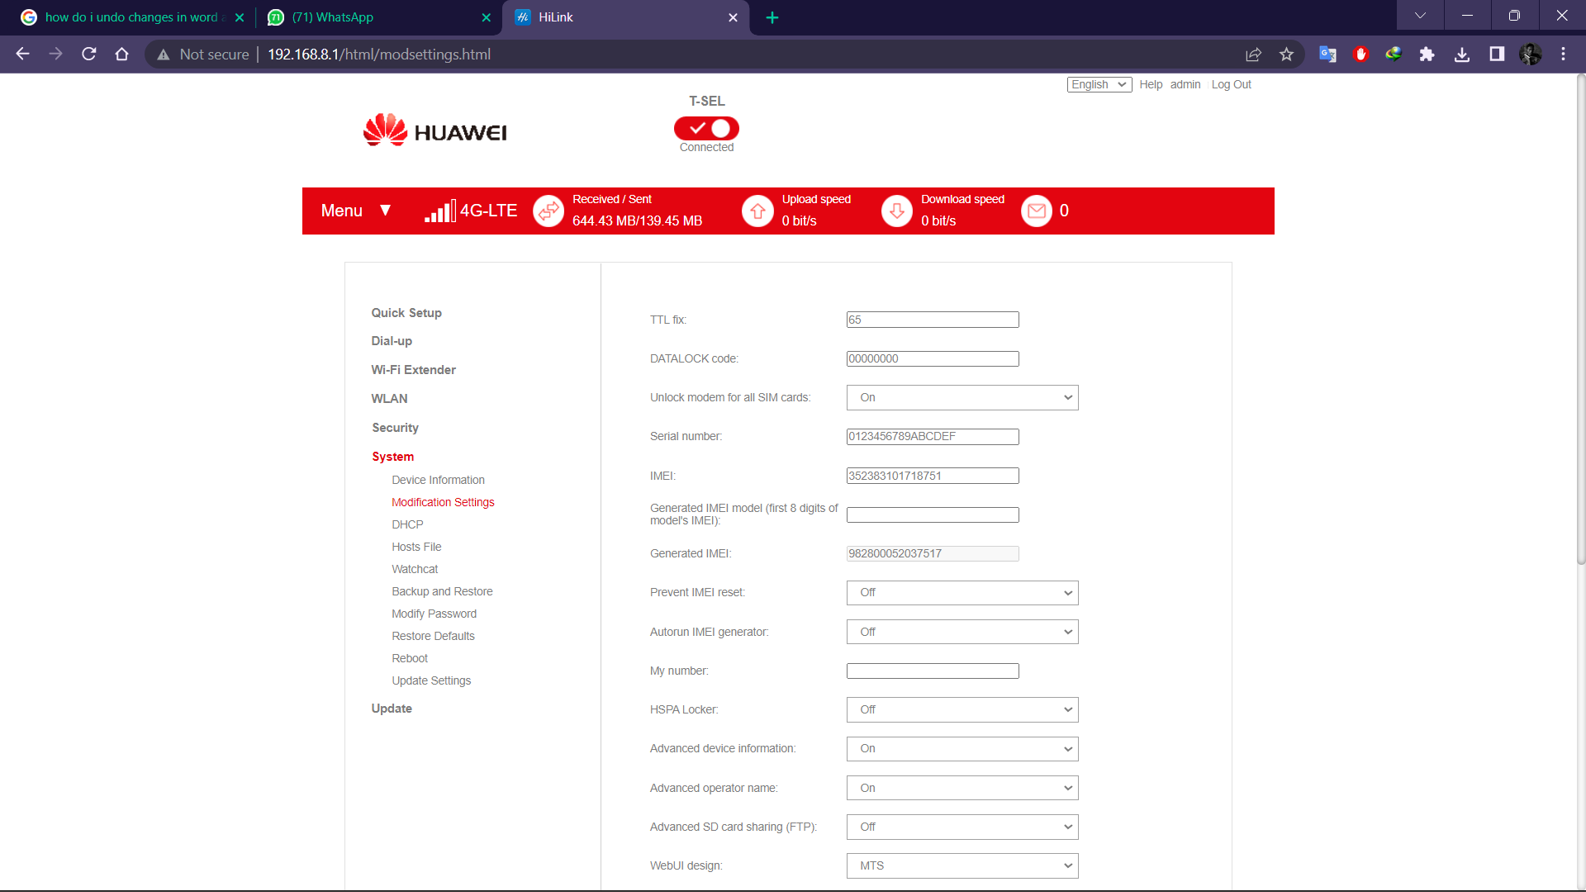 how do i undo changes in word a
(71) WhatsApp
HiLink
Not secure
192.168.8.1/html/modsettings.html
English
Help
admin
Log Out
T-SEL
HUAWEI
Connected
Menu ▼
4G-LTE
Received / Sent
644.43 MB/139.45 MB
Upload speed
0 bit/s
Download speed
0 bit/s
0
Quick Setup
Dial-up
Wi-Fi Extender
WLAN
Security
System
Device Information
Modification Settings
DHCP
Hosts File
Watchcat
Backup and Restore
Modify Password
Restore Defaults
Reboot
Update Settings
Update
TTL fix: 65
DATALOCK code: 00000000
Unlock modem for all SIM cards: On
Serial number: 0123456789ABCDEF
IMEI: 352383101718751
Generated IMEI model (first 8 digits of
model's IMEI):
Generated IMEI: 982800052037517
Prevent IMEI reset: Off
Autorun IMEI generator: Off
My number:
HSPA Locker: Off
Advanced device information: On
Advanced operator name: On
Advanced SD card sharing (FTP): Off
WebUI design: MTS